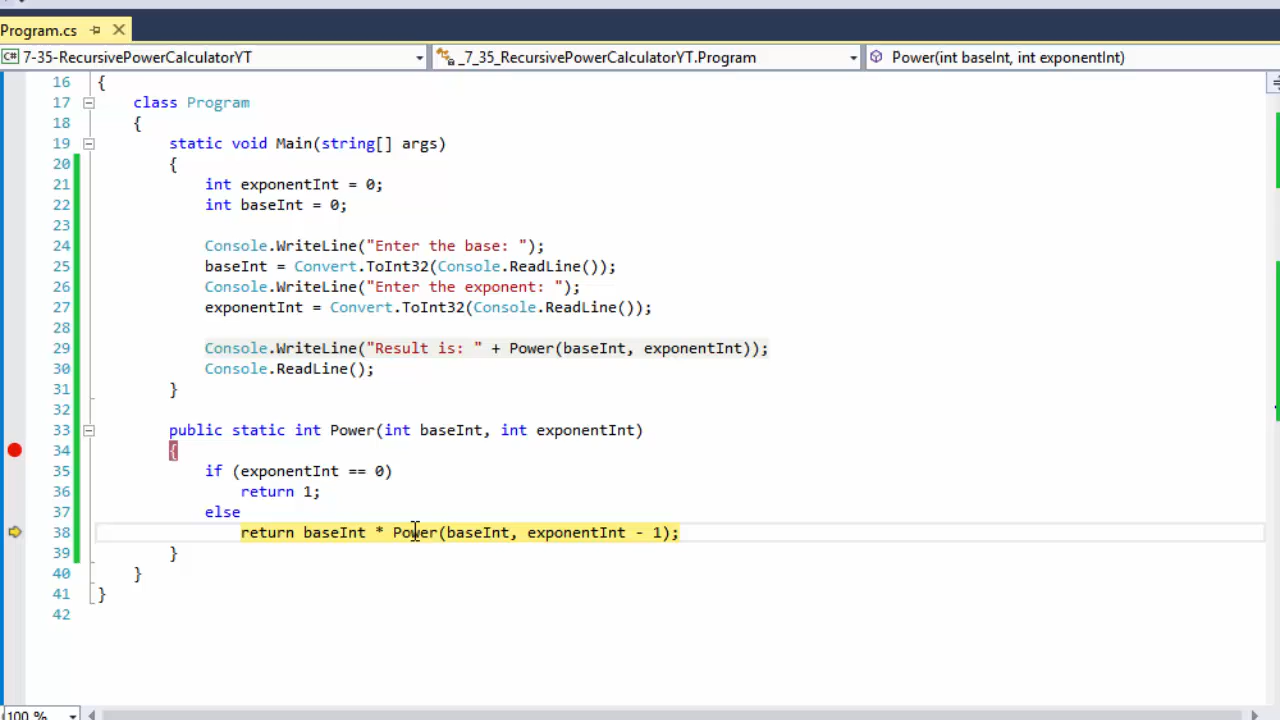 Program.cs
7-35-RecursivePowerCalculatorYT _7_35_RecursivePowerCalculatorYT.Program Power(int baseInt, int exponentInt)
16 {
17 class Program
18 {
19 static void Main(string[] args)
20 {
21 int exponentInt = 0;
22 int baseInt = 0;
23
24 Console.WriteLine("Enter the base: ");
25 baseInt = Convert.ToInt32(Console.ReadLine());
26 Console.WriteLine("Enter the exponent: ");
27 exponentInt = Convert.ToInt32(Console.ReadLine());
28
29 Console.WriteLine("Result is: " + Power(baseInt, exponentInt));
30 Console.ReadLine();
31 }
32
33 public static int Power(int baseInt, int exponentInt)
34 {
35 if (exponentInt == 0)
36 return 1;
37 else
38 return baseInt * Power(baseInt, exponentInt - 1);
39 }
40 }
41 }
42
100 %